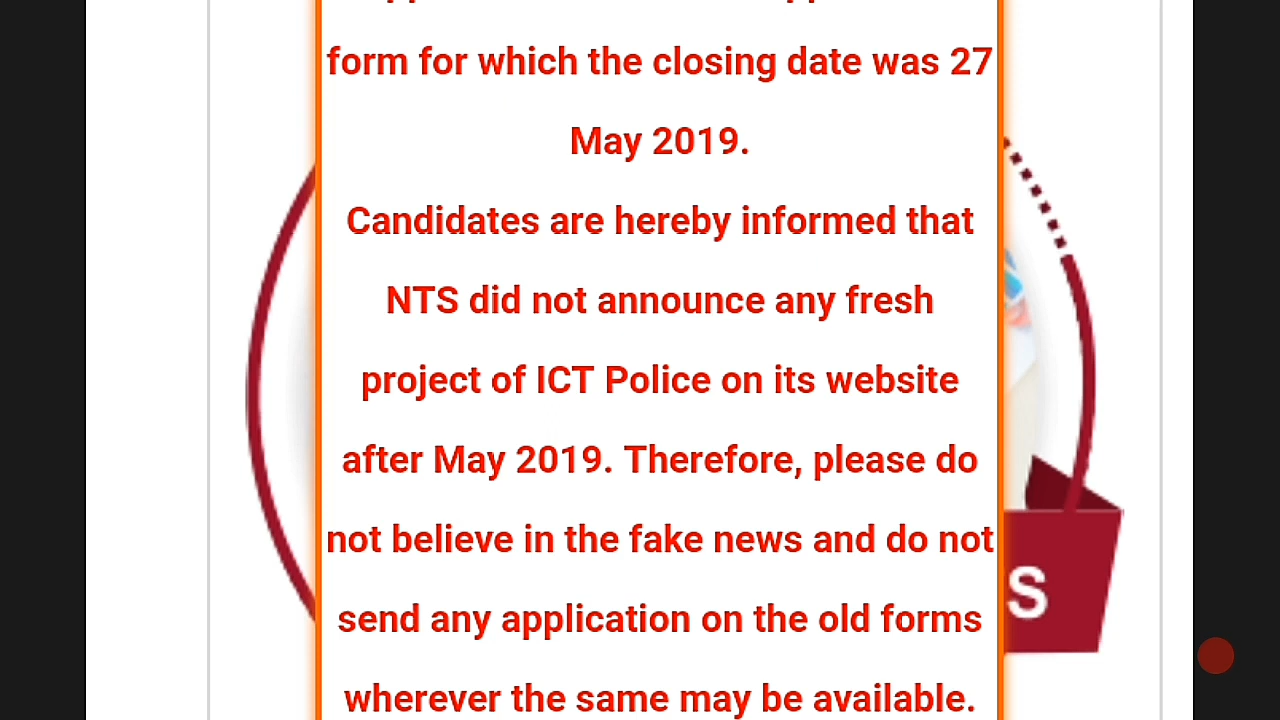 form for which the closing date was 27
May 2019.
Candidates are hereby informed that
NTS did not announce any fresh
project of ICT Police on its website
after May 2019. Therefore, please do
not believe in the fake news and do not
send any application on the old forms
wherever the same may be available.
S